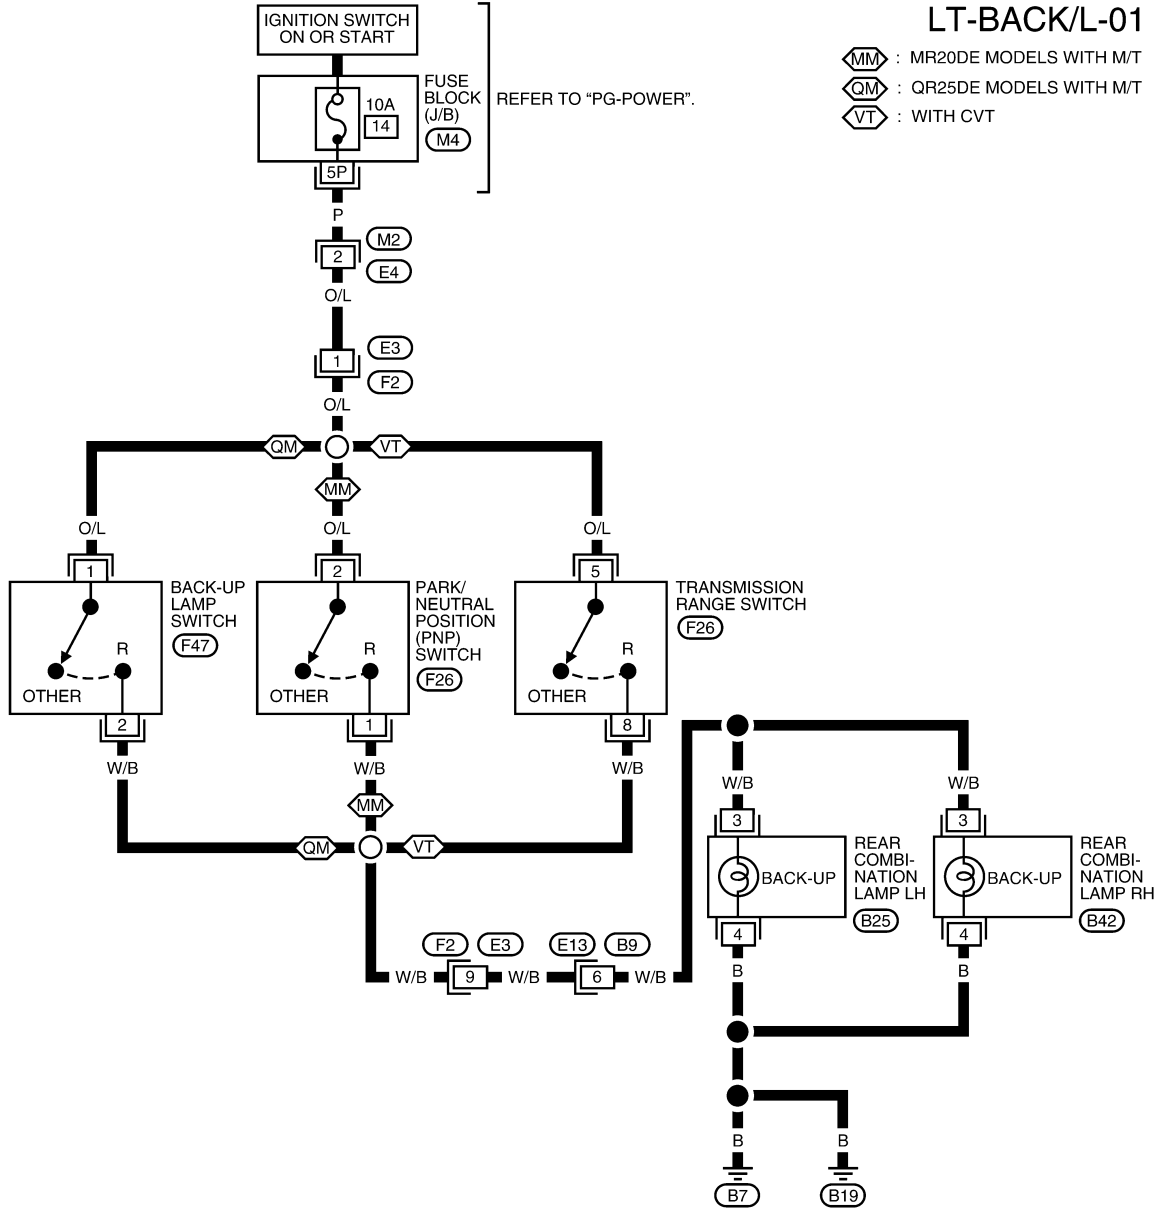 LT-BACK/L-01
IGNITION SWITCH
ON OR START
MM : MR20DE MODELS WITH M/T
QM : QR25DE MODELS WITH M/T
VT : WITH CVT
10A
14
FUSE
BLOCK
(J/B)
M4
REFER TO “PG-POWER”.
5P
P
M2
2
E4
O/L
E3
1
F2
O/L
QM
VT
MM
O/L
O/L
O/L
1
2
5
BACK-UP
LAMP
SWITCH
F47
R
OTHER
PARK/
NEUTRAL
POSITION
(PNP)
SWITCH
F26
R
OTHER
TRANSMISSION
RANGE SWITCH
F26
R
OTHER
2
1
8
W/B
W/B
W/B
MM
QM
VT
W/B
W/B
3
3
BACK-UP
REAR
COMBI-
NATION
LAMP LH
B25
BACK-UP
REAR
COMBI-
NATION
LAMP RH
B42
4
4
F2
E3
E13
B9
W/B
9
W/B
6
W/B
B
B
B
B
B7
B19